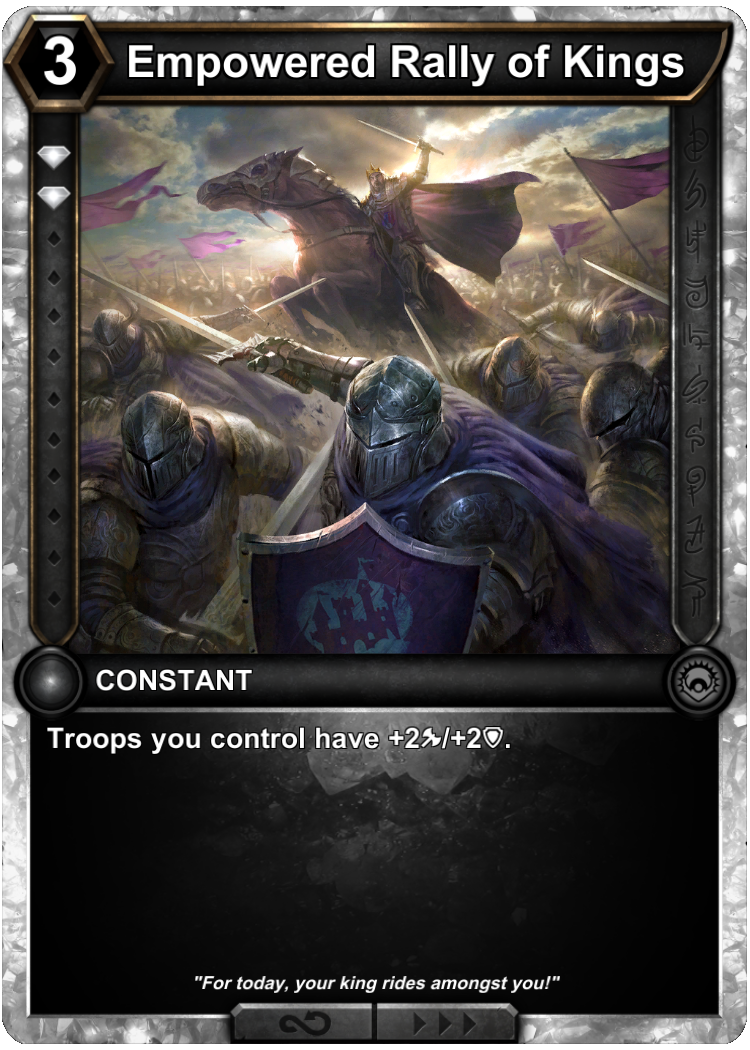 3
Empowered Rally of Kings
CONSTANT
Troops you control have +2/+2.
"For today, your king rides amongst you!"